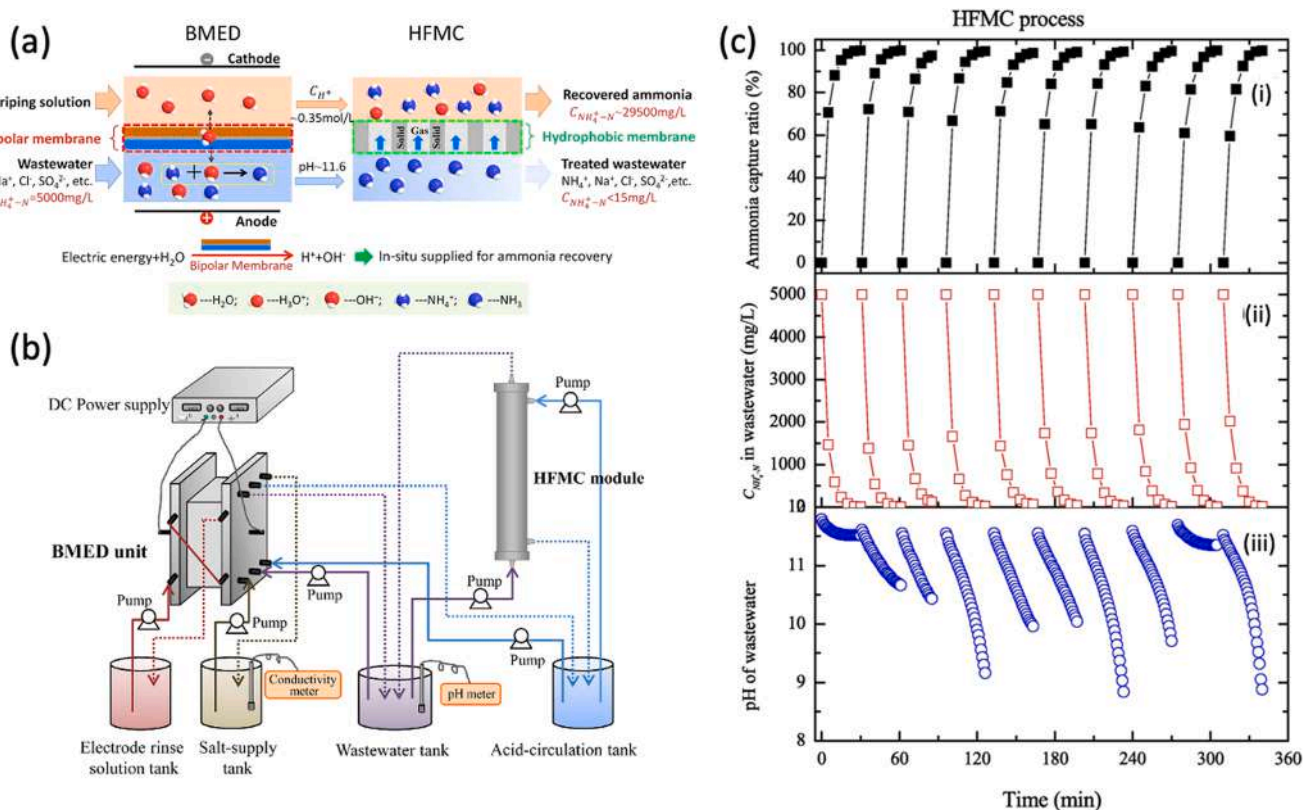 (a)
BMED
HFMC
Cathode
riping solution
polar membrane
Wastewater
Na⁺, Cl⁻, SO₄²⁻, etc.
=5000mg/L
Anode
C_H⁺
~0.35mol/L
pH~11.6
Solid
Gas
Solid
Recovered ammonia
C_NH₄⁺−N~29500mg/L
Hydrophobic membrane
Treated wastewater
NH₄⁺, Na⁺, Cl⁻, SO₄²⁻,etc.
C_NH₄⁺−N<15mg/L
Electric energy+H₂O
Bipolar Membrane
H⁺+OH⁻
In-situ supplied for ammonia recovery
---H₂O; ---H₃O⁺; ---OH⁻; ---NH₄⁺; ---NH₃
(b)
DC Power supply
BMED unit
HFMC module
Pump
Pump
Pump
Pump
Pump
Pump
Conductivity
meter
pH meter
Electrode rinse
solution tank
Salt-supply
tank
Wastewater tank
Acid-circulation tank
(c)
HFMC process
Ammonia capture ratio (%)
100
80
60
40
20
0
(i)
C_NH₄⁺-N in wastewater (mg/L)
5000
4000
3000
2000
1000
(ii)
pH of wastewater
11
10
9
8
(iii)
0 60 120 180 240 300 360
Time (min)